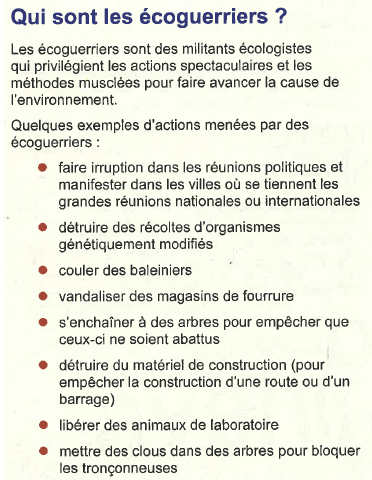 Qui sont les écoguerriers ?
Les écoguerriers sont des militants écologistes
qui privilégient les actions spectaculaires et les
méthodes musclées pour faire avancer la cause de
l'environnement.
Quelques exemples d'actions menées par des
écoguerriers :
● faire irruption dans les réunions politiques et
manifester dans les villes où se tiennent les
grandes réunions nationales ou internationales
● détruire des récoltes d'organismes
génétiquement modifiés
● couler des baleiniers
● vandaliser des magasins de fourrure
● s'enchaîner à des arbres pour empêcher que
ceux-ci ne soient abattus
● détruire du matériel de construction (pour
empêcher la construction d'une route ou d'un
barrage)
● libérer des animaux de laboratoire
● mettre des clous dans des arbres pour bloquer
les tronçonneuses